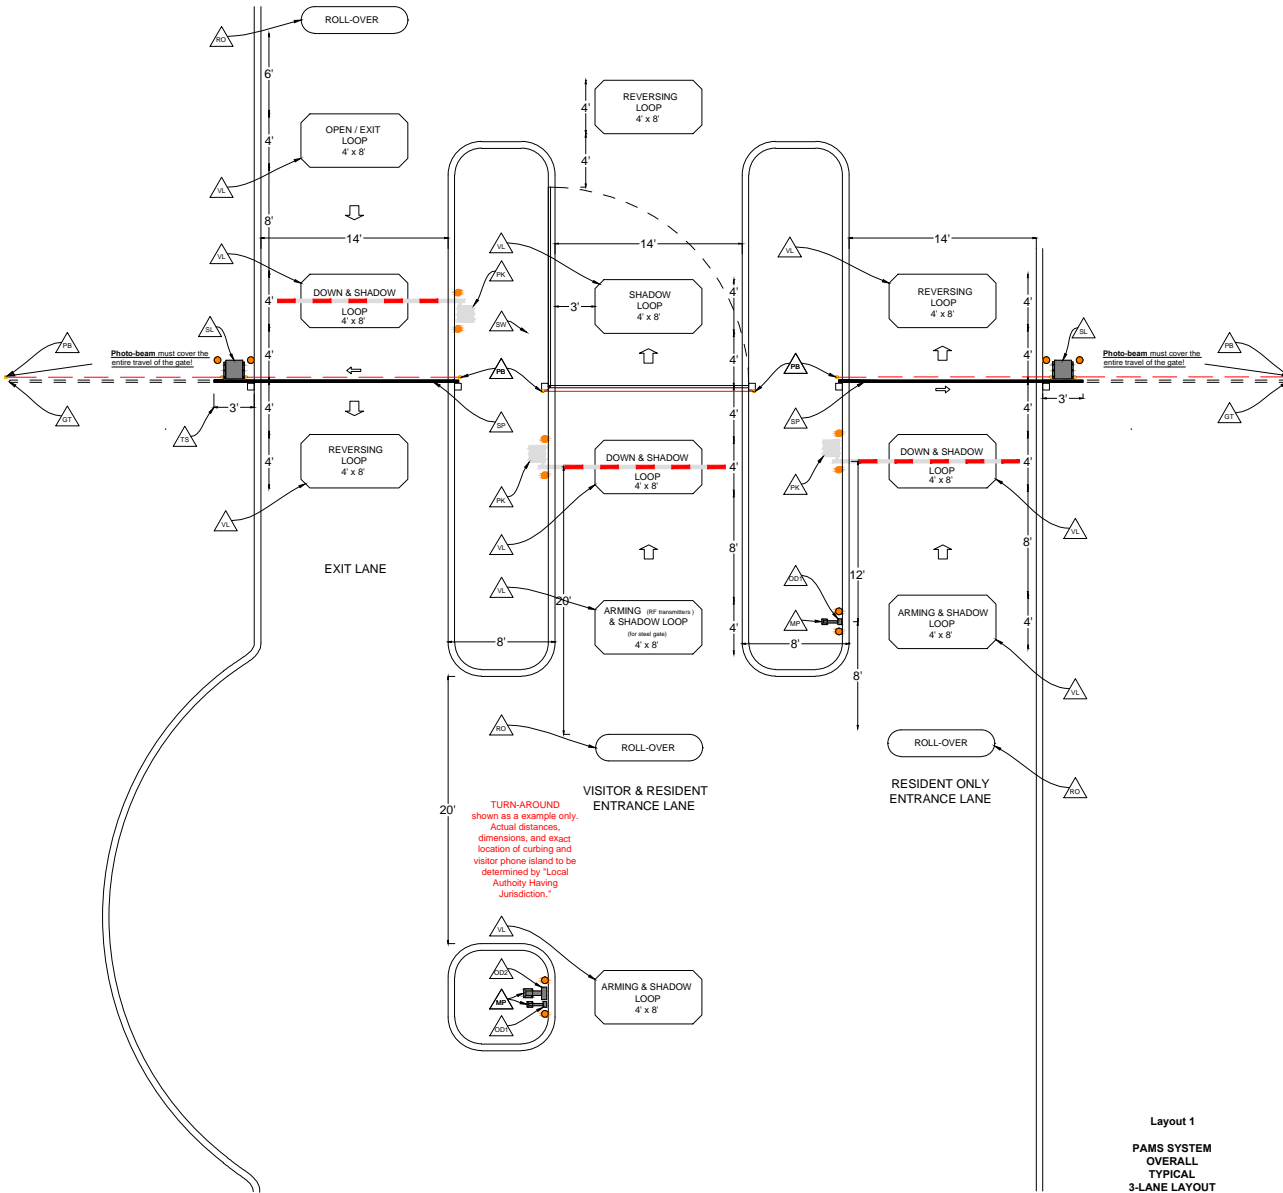 ROLL-OVER
RO
6'
REVERSING
LOOP
4' x 8'
4'
4'
OPEN / EXIT
LOOP
4' x 8'
4'
VL
8'
14'
14'
14'
VL
VL
VL
PK
DOWN & SHADOW
LOOP
4' x 8'
4'
3'
SHADOW
LOOP
4' x 8'
4'
REVERSING
LOOP
4' x 8'
4'
SW
SL
SL
PB
Photo-beam must cover the
entire travel of the gate!
4'
4'
4'
PB
PB
Photo-beam must cover the
entire travel of the gate!
PB
GT
3'
TS
4'
SP
SP
4'
4'
3'
GT
REVERSING
LOOP
4' x 8'
4'
DOWN & SHADOW
LOOP
4' x 8'
4'
DOWN & SHADOW
LOOP
4' x 8'
4'
PK
PK
VL
VL
VL
EXIT LANE
8'
8'
12'
VL
20'
OD1
MP
ARMING (RF transmitters )
& SHADOW LOOP
(for steel gate)
4' x 8'
4'
ARMING & SHADOW
LOOP
4' x 8'
4'
8'
8'
8'
VL
RO
ROLL-OVER
ROLL-OVER
RO
VISITOR & RESIDENT
ENTRANCE LANE
RESIDENT ONLY
ENTRANCE LANE
20'
TURN-AROUND
shown as a example only.
Actual distances,
dimensions, and exact
location of curbing and
visitor phone island to be
determined by "Local
Authoity Having
Jurisdiction."
VL
OD2
MP
OD1
ARMING & SHADOW
LOOP
4' x 8'
Layout 1
PAMS SYSTEM
OVERALL
TYPICAL
3-LANE LAYOUT